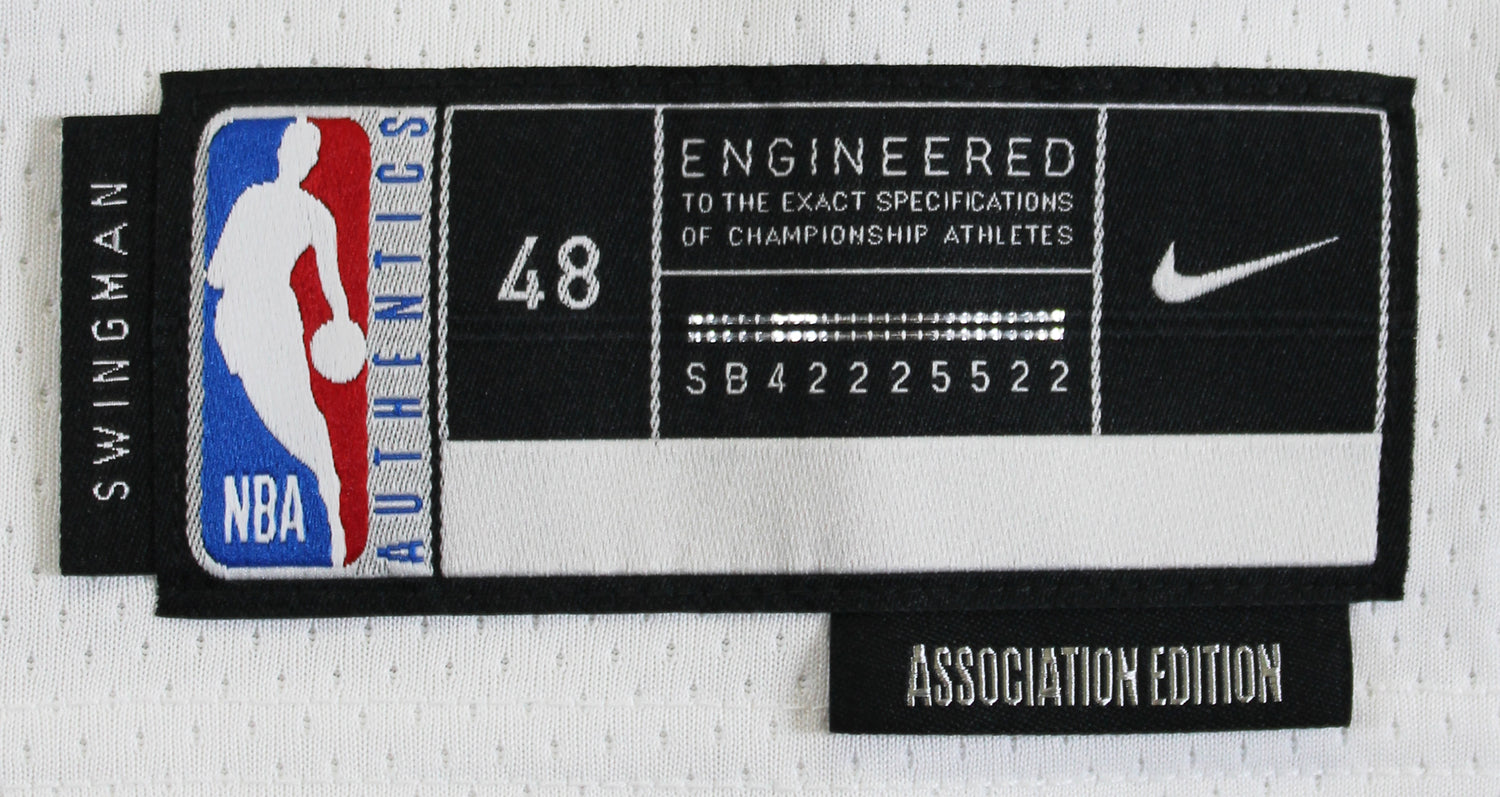 SWINGMAN
NBA
AUTHENTICS
48
ENGINEERED
TO THE EXACT SPECIFICATIONS
OF CHAMPIONSHIP ATHLETES
SB42225522
ASSOCIATION EDITION